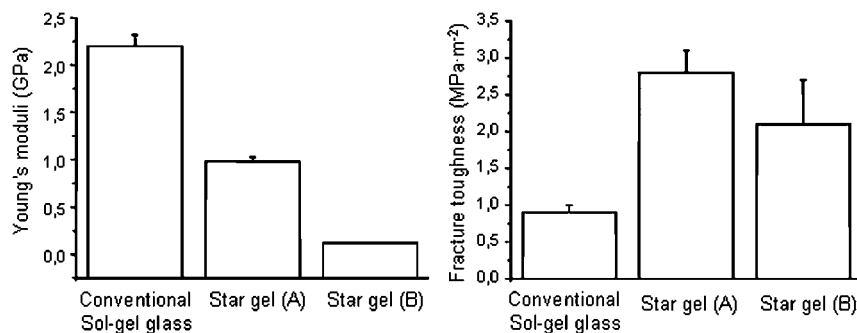 Young's moduli (GPa)
2,5
2,0
1,0
0,5
0,0
Conventional
Sol-gel glass
Star gel (A)
Star gel (B)
Fracture toughness (MPa·m⁻²)
3,5
3,0
2,5
2,0
1,5
1,0
0,5
0,0
Conventional
Sol-gel glass
Star gel (A)
Star gel (B)